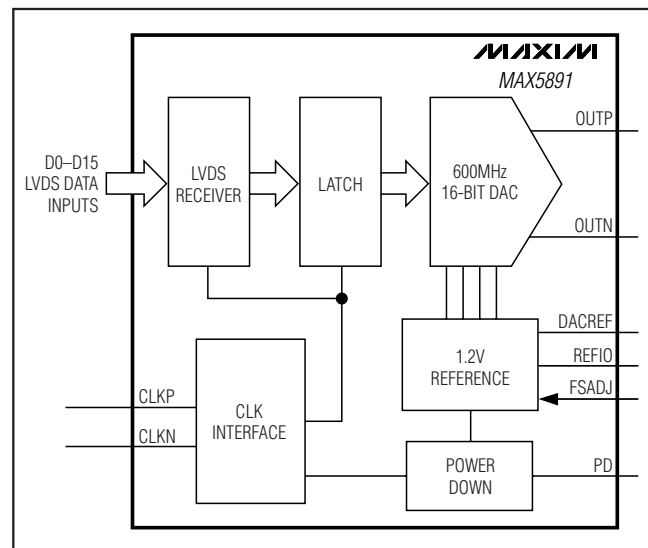 MAXIM
MAX5891
D0–D15
LVDS DATA
INPUTS
LVDS
RECEIVER
LATCH
600MHz
16-BIT DAC
OUTP
OUTN
DACREF
REFIO
FSADJ
1.2V
REFERENCE
CLKP
CLKN
CLK
INTERFACE
POWER
DOWN
PD